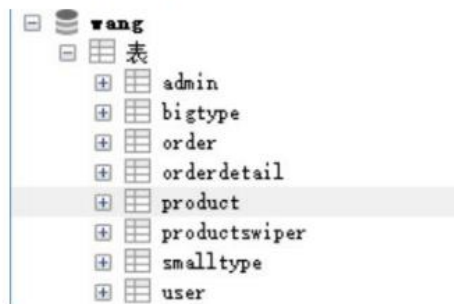 wang
表
admin
bigtype
order
orderdetail
product
productswiper
smalltype
user